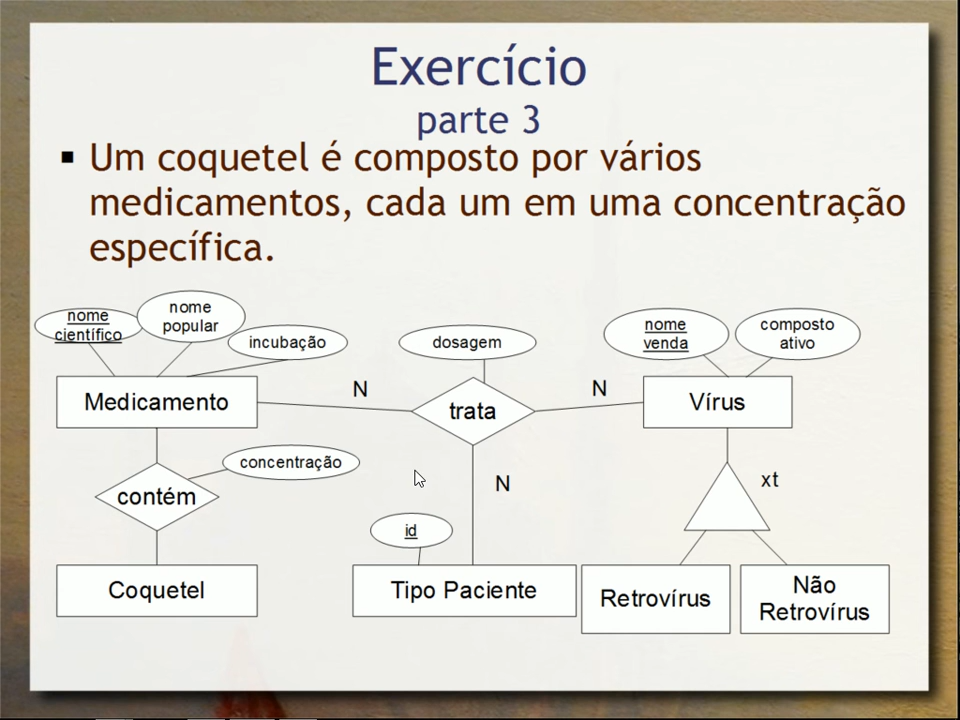 Exercício
parte 3
Um coquetel é composto por vários
medicamentos, cada um em uma concentração
específica.
nome
científico
nome
popular
incubação
dosagem
nome
venda
composto
ativo
Medicamento
N
trata
N
Vírus
concentração
contém
N
xt
id
Coquetel
Tipo Paciente
Retrovírus
Não
Retrovírus